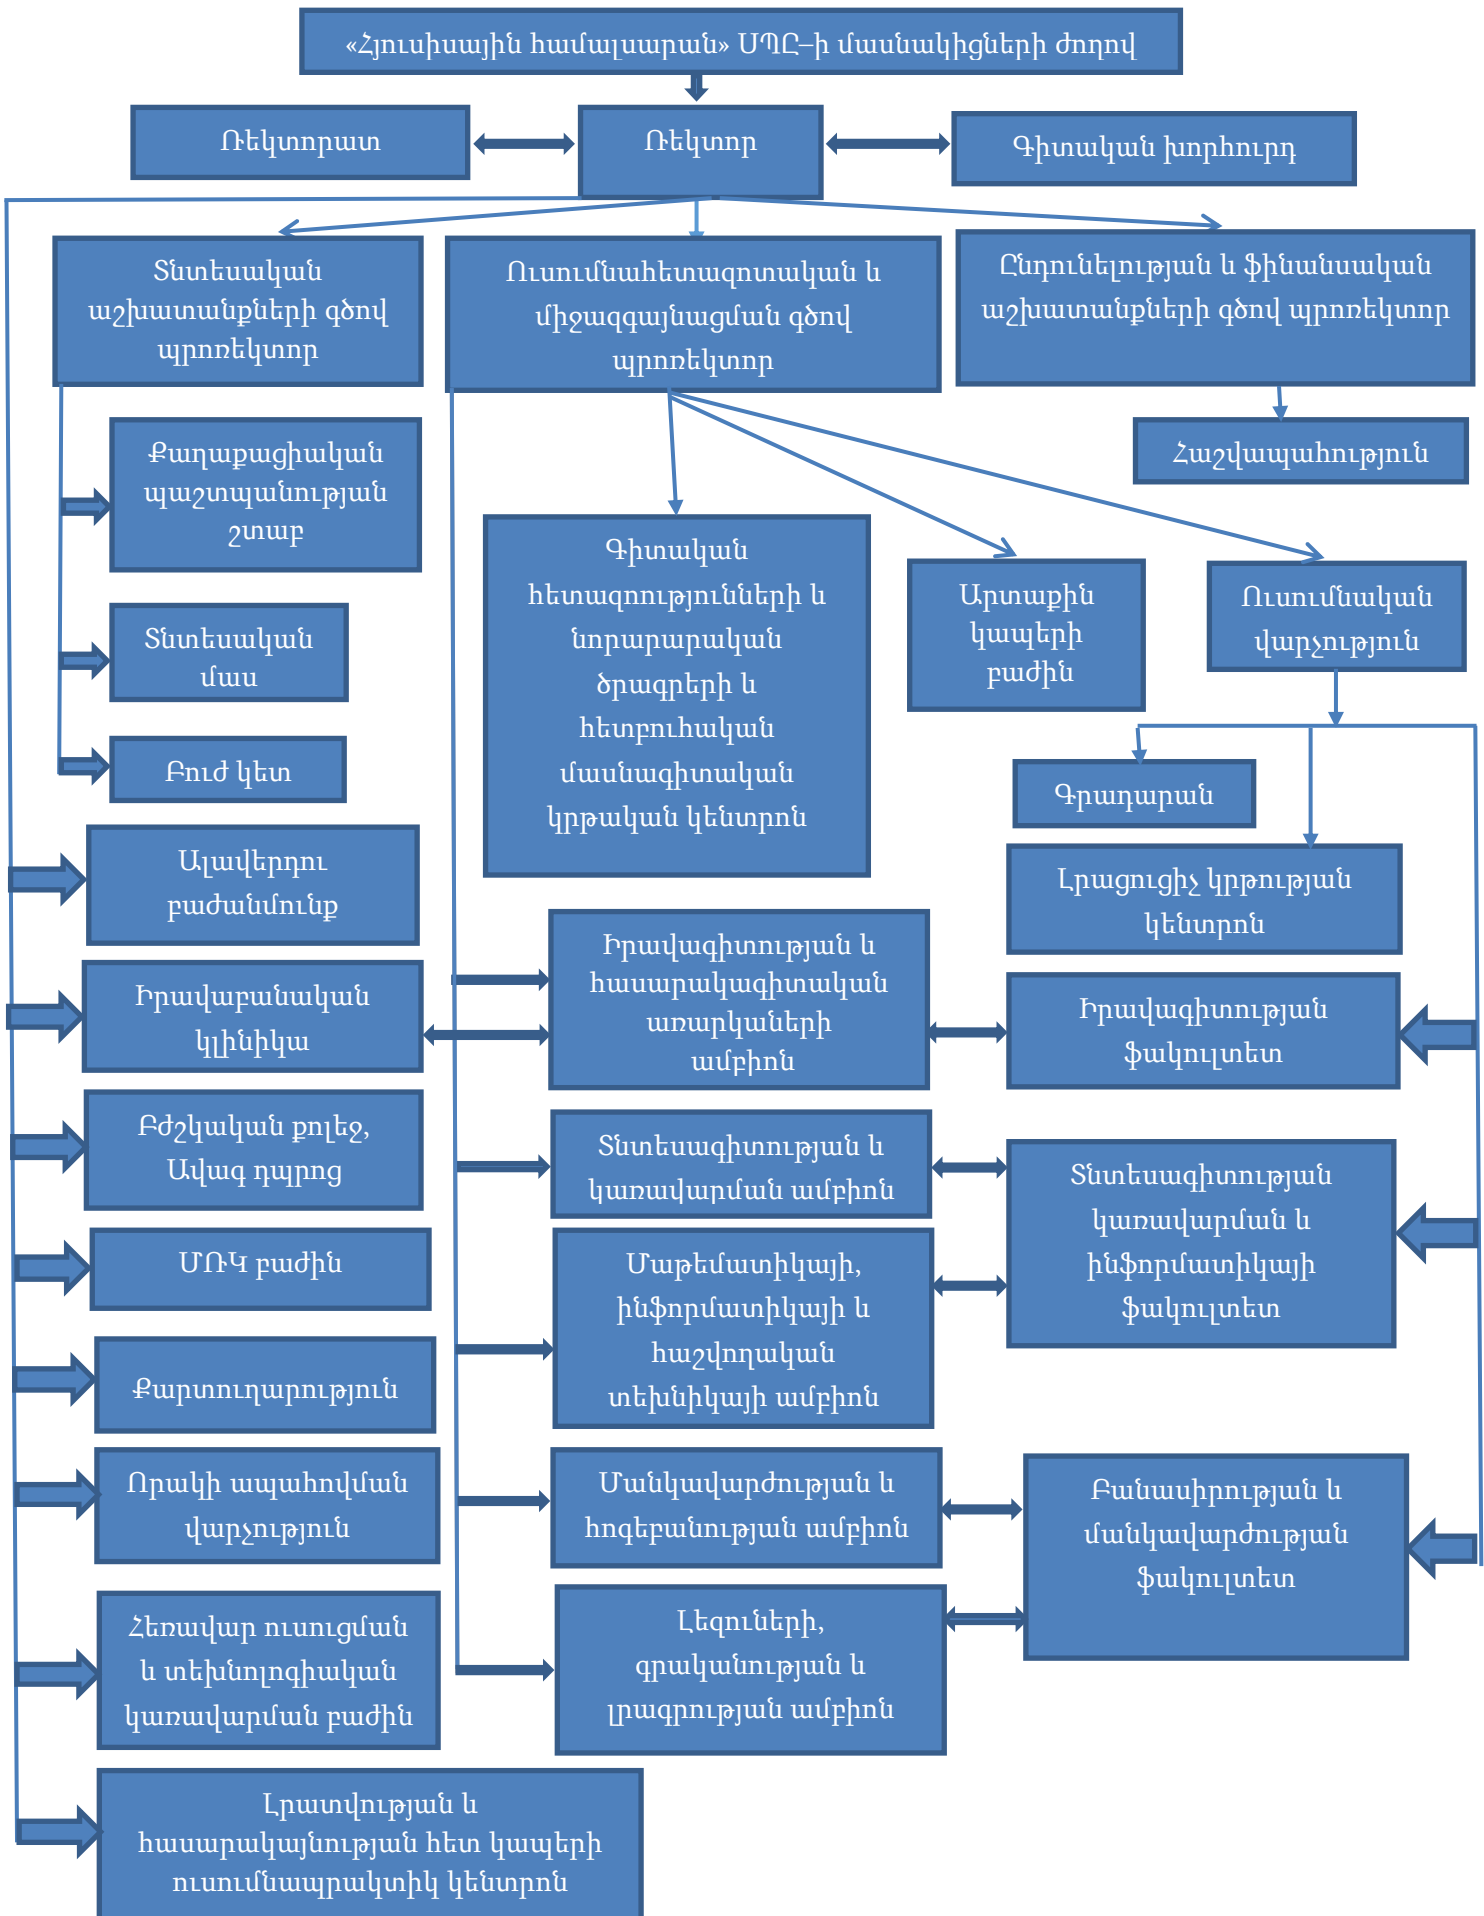 «Հյուսիսային համալսարան» ՍՊԸ–ի մասնակիցների ժողով
Ռեկտորատ
Ռեկտոր
Գիտական խորհուրդ
Տնտեսական
աշխատանքների գծով
պրոռեկտոր
Ուսումնահետազոտական և
միջազգայնացման գծով
պրոռեկտոր
Ընդունելության և ֆինանսական
աշխատանքների գծով պրոռեկտոր
Հաշվապահություն
Քաղաքացիական
պաշտպանության
շտաբ
Տնտեսական
մաս
Բուժ կետ
Գիտական
հետազոությունների և
նորարարական
ծրագրերի և
հետբուհական
մասնագիտական
կրթական կենտրոն
Արտաքին
կապերի
բաժին
Ուսումնական
վարչություն
Գրադարան
Լրացուցիչ կրթության
կենտրոն
Ալավերդու
բաժանմունք
Իրավաբանական
կլինիկա
Բժշկական քոլեջ,
Ավագ դպրոց
ՄՌԿ բաժին
Քարտուղարություն
Որակի ապահովման
վարչություն
Հեռավար ուսուցման
և տեխնոլոգիական
կառավարման բաժին
Լրատվության և
հասարակայնության հետ կապերի
ուսումնապրակտիկ կենտրոն
Իրավագիտության և
հասարակագիտական
առարկաների
ամբիոն
Տնտեսագիտության և
կառավարման ամբիոն
Մաթեմատիկայի,
ինֆորմատիկայի և
հաշվողական
տեխնիկայի ամբիոն
Մանկավարժության և
հոգեբանության ամբիոն
Լեզուների,
գրականության և
լրագրության ամբիոն
Իրավագիտության
ֆակուլտետ
Տնտեսագիտության
կառավարման և
ինֆորմատիկայի
ֆակուլտետ
Բանասիրության և
մանկավարժության
ֆակուլտետ